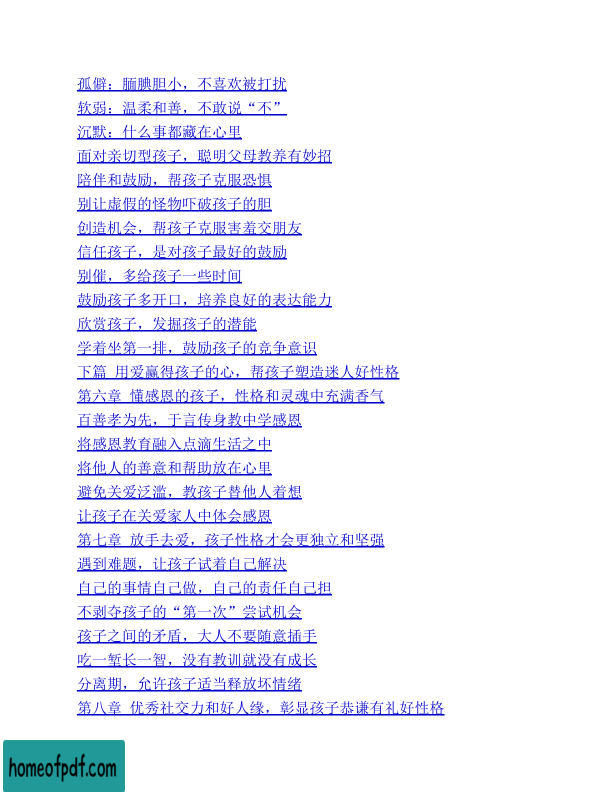 孤僻：腼腆胆小，不喜欢被打扰
软弱：温柔和善，不敢说“不”
沉默：什么事都藏在心里
面对亲切型孩子，聪明父母教养有妙招
陪伴和鼓励，帮孩子克服恐惧
别让虚假的怪物吓破孩子的胆
创造机会，帮孩子克服害羞交朋友
信任孩子，是对孩子最好的鼓励
别催，多给孩子一些时间
鼓励孩子多开口，培养良好的表达能力
欣赏孩子，发掘孩子的潜能
学着坐第一排，鼓励孩子的竞争意识
下篇 用爱赢得孩子的心，帮孩子塑造迷人好性格
第六章 懂感恩的孩子，性格和灵魂中充满香气
百善孝为先，于言传身教中学感恩
将感恩教育融入点滴生活之中
将他人的善意和帮助放在心里
避免关爱泛滥，教孩子替他人着想
让孩子在关爱家人中体会感恩
第七章 放手去爱，孩子性格才会更独立和坚强
遇到难题，让孩子试着自己解决
自己的事情自己做，自己的责任自己担
不剥夺孩子的“第一次”尝试机会
孩子之间的矛盾，大人不要随意插手
吃一堑长一智，没有教训就没有成长
分离期，允许孩子适当释放坏情绪
第八章 优秀社交力和好人缘，彰显孩子恭谦有礼好性格
homeofpdf.com